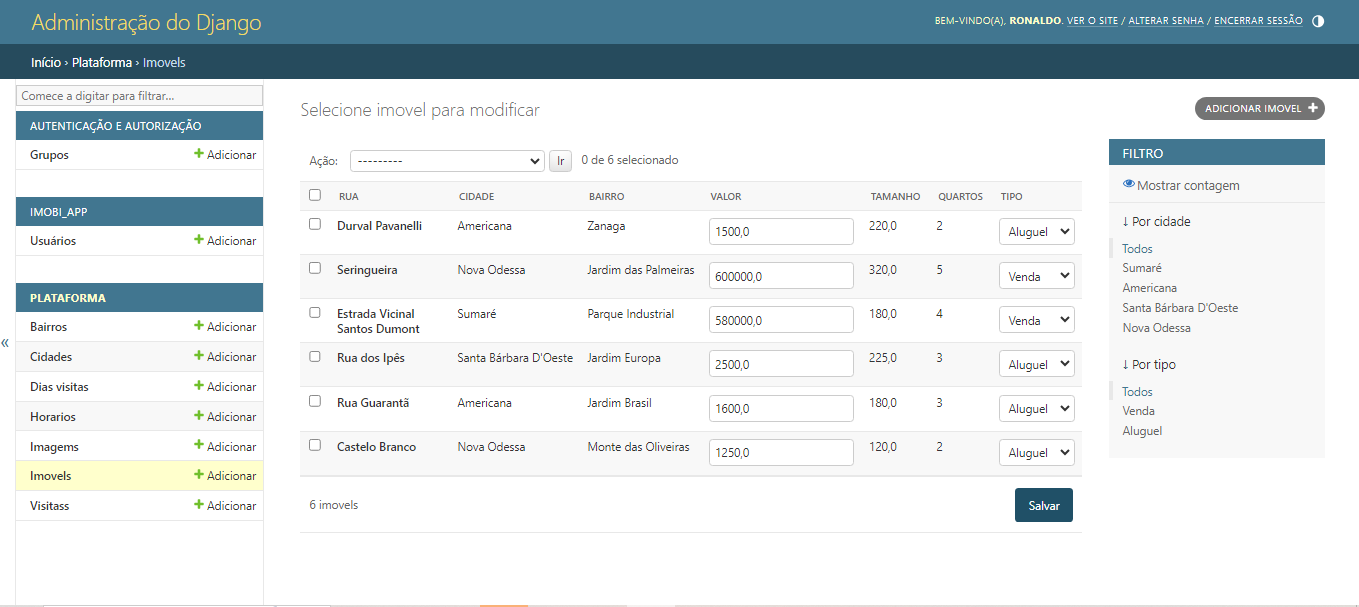 Administração do Django
BEM-VINDO(A), RONALDO. VER O SITE / ALTERAR SENHA / ENCERRAR SESSÃO
Início › Plataforma › Imovels
Comece a digitar para filtrar...
AUTENTICAÇÃO E AUTORIZAÇÃO
Grupos + Adicionar
IMOBI_APP
Usuários + Adicionar
PLATAFORMA
Bairros + Adicionar
Cidades + Adicionar
Dias visitas + Adicionar
Horarios + Adicionar
Imagems + Adicionar
Imovels + Adicionar
Visitass + Adicionar
«
Selecione imovel para modificar
ADICIONAR IMOVEL +
Ação: --------- Ir 0 de 6 selecionado
RUA CIDADE BAIRRO VALOR TAMANHO QUARTOS TIPO
Durval Pavanelli Americana Zanaga 1500,0 220,0 2 Aluguel
Seringueira Nova Odessa Jardim das Palmeiras 600000,0 320,0 5 Venda
Estrada Vicinal
Santos Dumont Sumaré Parque Industrial 580000,0 180,0 4 Venda
Rua dos Ipês Santa Bárbara D'Oeste Jardim Europa 2500,0 225,0 3 Aluguel
Rua Guarantã Americana Jardim Brasil 1600,0 180,0 3 Aluguel
Castelo Branco Nova Odessa Monte das Oliveiras 1250,0 120,0 2 Aluguel
6 imovels
Salvar
FILTRO
Mostrar contagem
↓ Por cidade
Todos
Sumaré
Americana
Santa Bárbara D'Oeste
Nova Odessa
↓ Por tipo
Todos
Venda
Aluguel